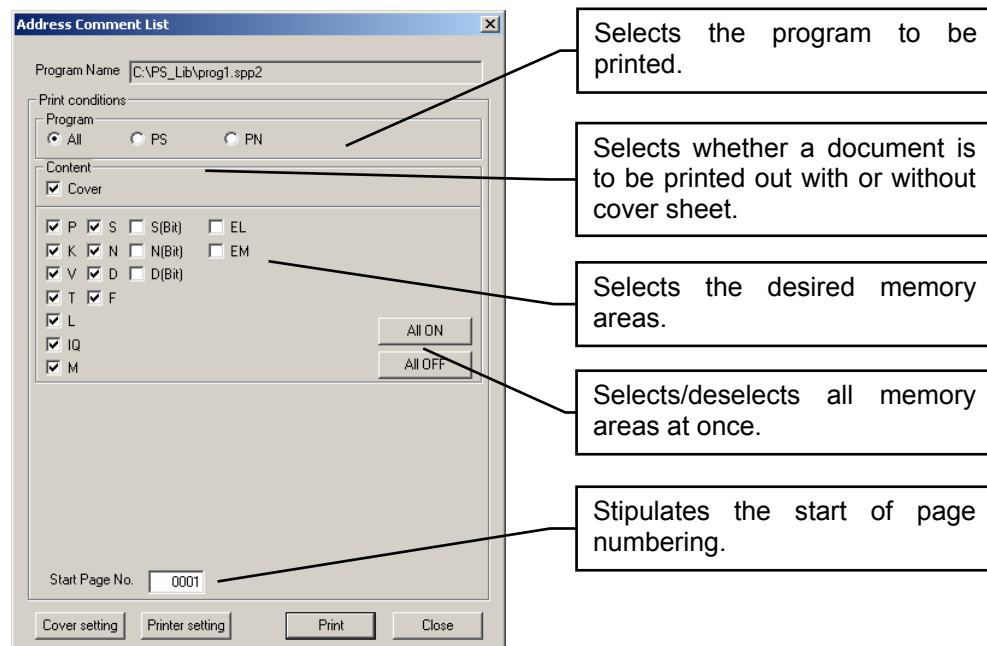 Address Comment List
Program Name C:\PS_Lib\prog1.spp2
Print conditions
Program
All PS PN
Content
Cover
P S S(Bit) EL
K N N(Bit) EM
V D D(Bit)
T F
L
IQ
M
All ON
All OFF
Start Page No. 0001
Cover setting Printer setting Print Close
Selects the program to be
printed.
Selects whether a document is
to be printed out with or without
cover sheet.
Selects the desired memory
areas.
Selects/deselects all memory
areas at once.
Stipulates the start of page
numbering.